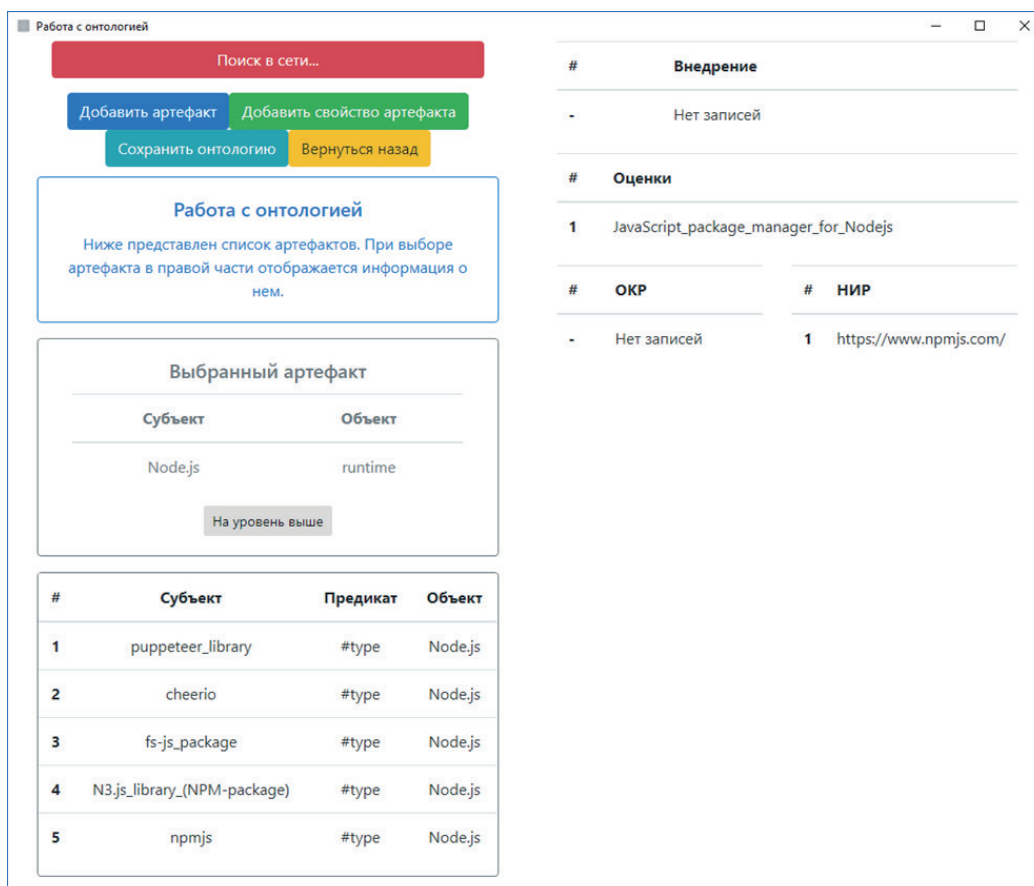 Работа с онтологией
Поиск в сети...
Добавить артефакт Добавить свойство артефакта
Сохранить онтологию Вернуться назад
Работа с онтологией
Ниже представлен список артефактов. При выборе
артефакта в правой части отображается информация о
нем.
Выбранный артефакт
Субъект Объект
Node.js runtime
На уровень выше
# Субъект Предикат Объект
1 puppeteer_library #type Node.js
2 cheerio #type Node.js
3 fs-js_package #type Node.js
4 N3.js_library_(NPM-package) #type Node.js
5 npmjs #type Node.js
# Внедрение
- Нет записей
# Оценки
1 JavaScript_package_manager_for_Nodejs
# ОКР # НИР
- Нет записей 1 https://www.npmjs.com/